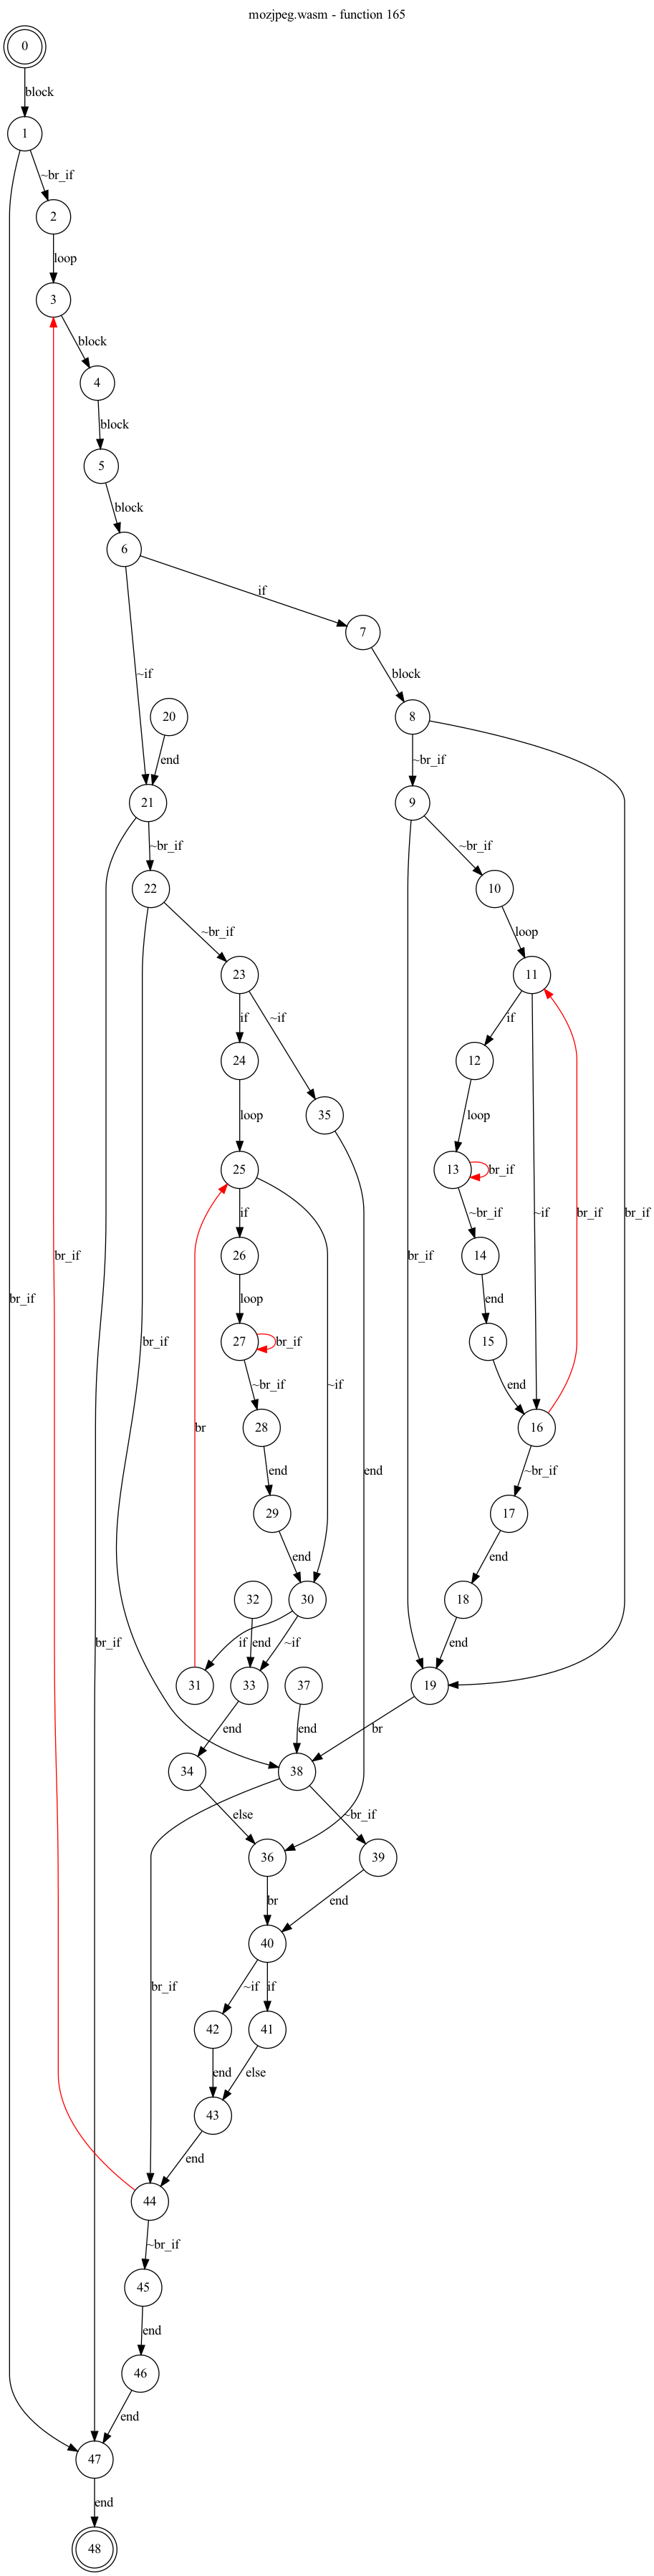 mozjpeg.wasm - function 165
0
block
1
~br_if
2
loop
3
block
4
block
5
block
6
if
7
~if
block
20
8
end
~br_if
21
9
~br_if
~br_if
22
10
~br_if
loop
23
11
if
~if
if
24
12
loop
35
loop
25
13
br_if
if
~br_if
~if
br_if
br_if
br_if
26
14
br_if
loop
end
br_if
27
br_if
15
br_if
~br_if
~if
end
28
16
br
end
end
~br_if
29
17
end
end
32
30
18
br_if
if
end
~if
end
31
33
37
19
end
end
br
34
38
else
~br_if
36
39
br
end
40
br_if
~if
if
42
41
end
else
43
end
44
~br_if
45
end
46
end
47
end
48